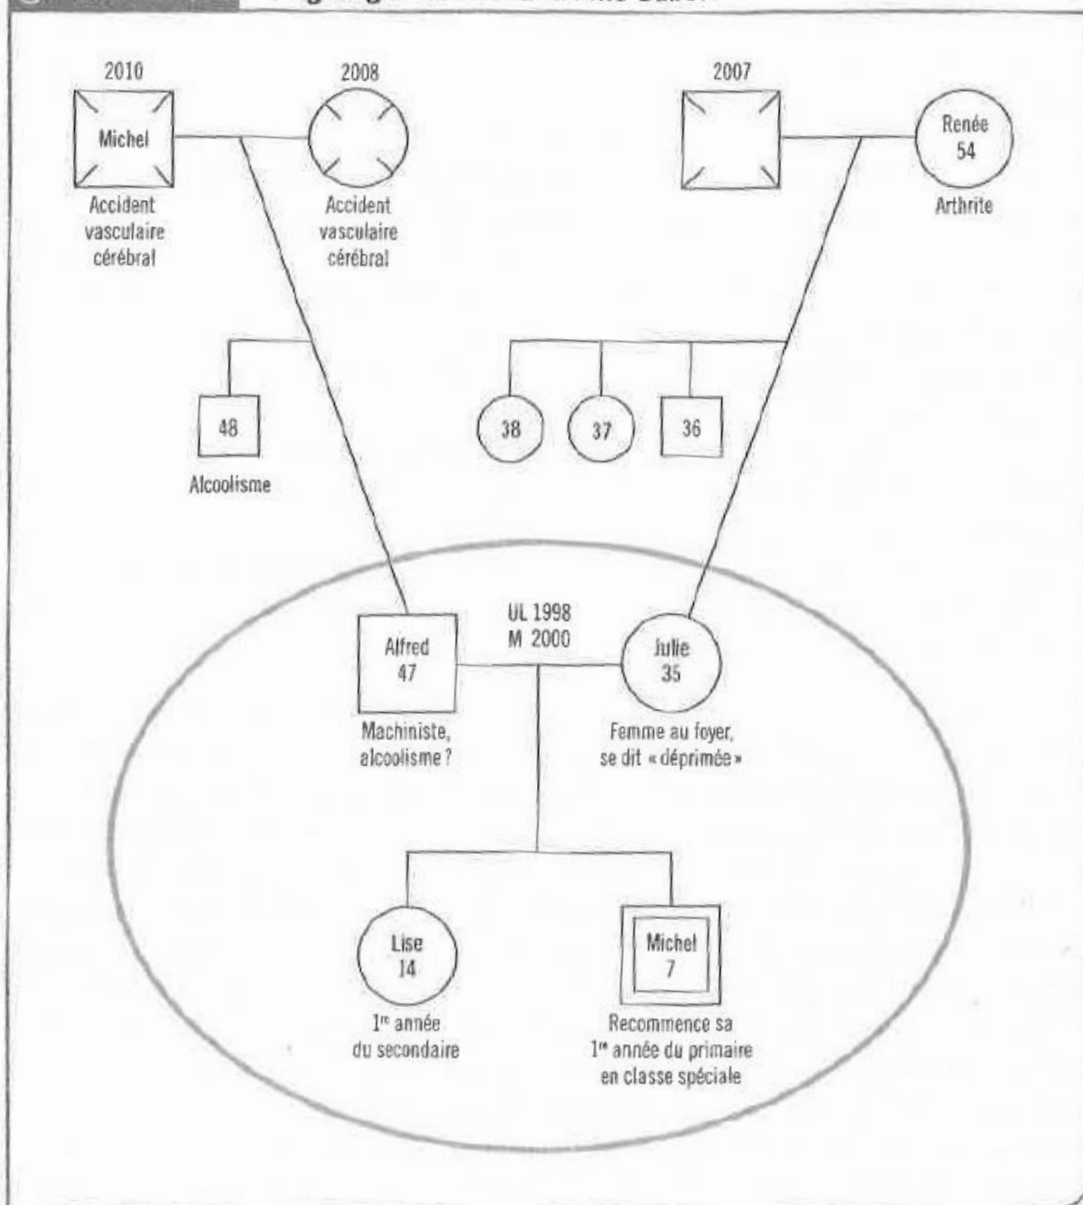 2010
2008
2007
Michel
Renée
54
Accident
vasculaire
cérébral
Accident
vasculaire
cérébral
Arthrite
48
38
37
36
Alcoolisme
UL 1998
M 2000
Alfred
47
Julie
35
Machiniste,
alcoolisme ?
Femme au foyer,
se dit « déprimée »
Lise
14
Michel
7
1re année
du secondaire
Recommence sa
1re année du primaire
en classe spéciale